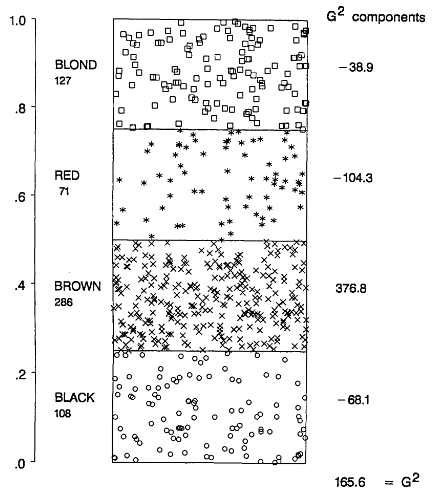 G² components
1.0
BLOND
127
−38.9
.8
RED
71
−104.3
.6
BROWN
286
376.8
.4
.2
BLACK
108
−68.1
.0
165.6 = G²